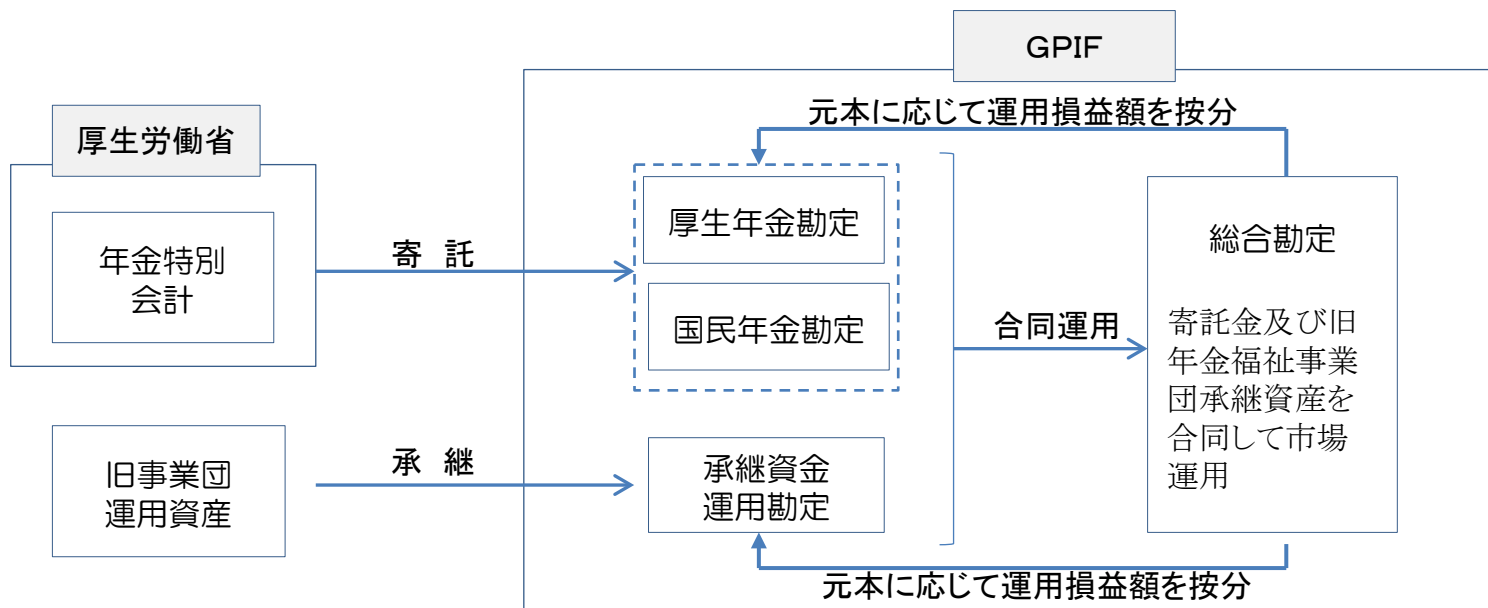 GPIF
元本に応じて運用損益額を按分
厚生労働省
年金特別
会計
寄 託
厚生年金勘定
国民年金勘定
合同運用
総合勘定
寄託金及び旧
年金福祉事業
団承継資産を
合同して市場
運用
旧事業団
運用資産
承 継
承継資金
運用勘定
元本に応じて運用損益額を按分